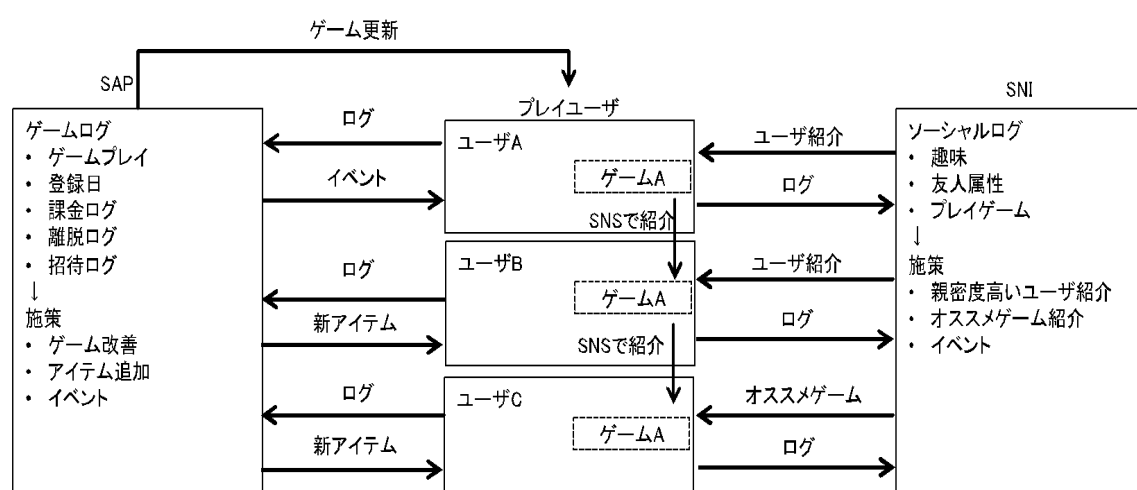 ゲーム更新
SAP
ゲームログ
・ ゲームプレイ
・ 登録日
・ 課金ログ
・ 離脱ログ
・ 招待ログ
↓
施策
・ ゲーム改善
・ アイテム追加
・ イベント
ログ
イベント
ログ
新アイテム
ログ
新アイテム
プレイユーザ
ユーザA
ゲームA
SNSで紹介
ユーザB
ゲームA
SNSで紹介
ユーザC
ゲームA
ユーザ紹介
ログ
ユーザ紹介
ログ
オススメゲーム
ログ
SNI
ソーシャルログ
・ 趣味
・ 友人属性
・ プレイゲーム
↓
施策
・ 親密度高いユーザ紹介
・ オススメゲーム紹介
・ イベント